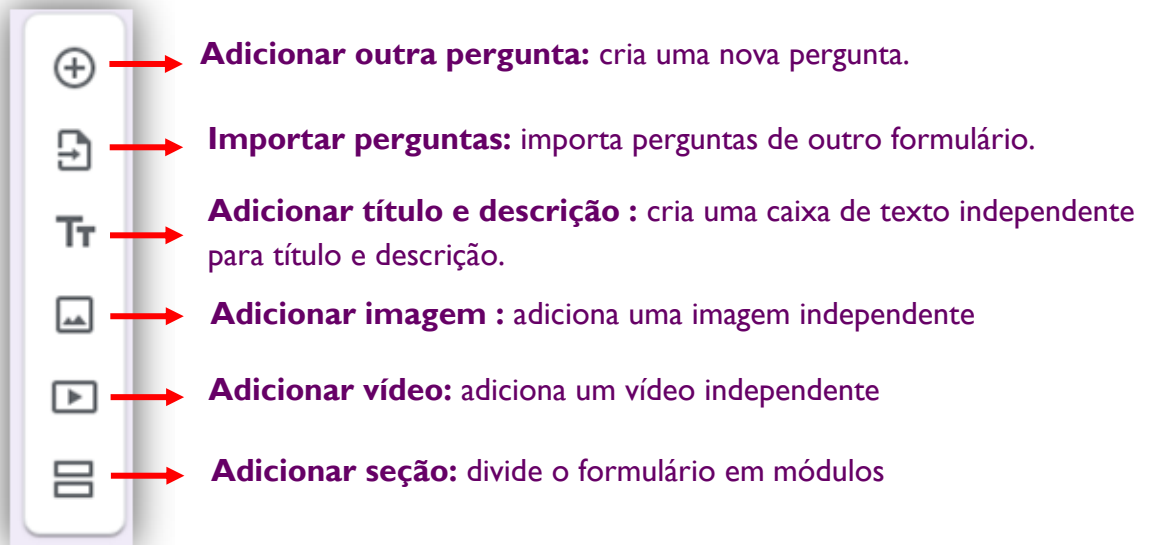 Adicionar outra pergunta: cria uma nova pergunta.
Importar perguntas: importa perguntas de outro formulário.
Adicionar título e descrição : cria uma caixa de texto independente
para título e descrição.
Adicionar imagem : adiciona uma imagem independente
Adicionar vídeo: adiciona um vídeo independente
Adicionar seção: divide o formulário em módulos